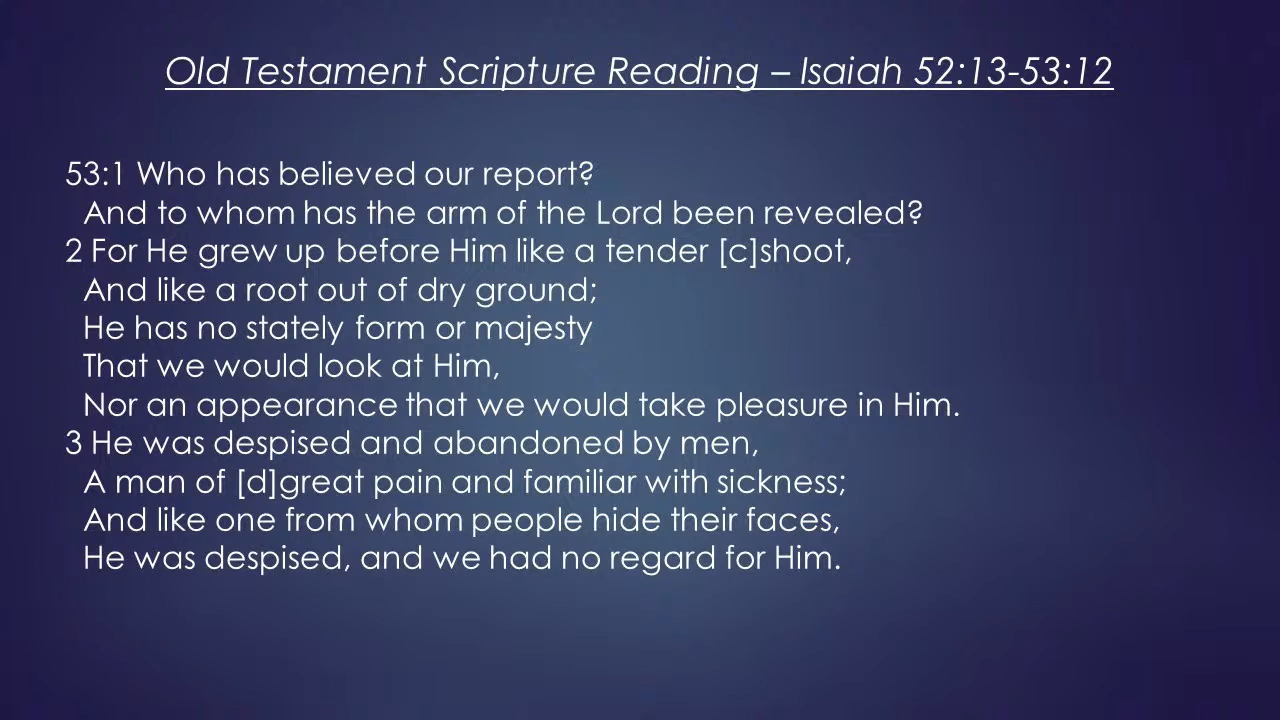 Old Testament Scripture Reading – Isaiah 52:13-53:12
53:1 Who has believed our report?
And to whom has the arm of the Lord been revealed?
2 For He grew up before Him like a tender [c]shoot,
And like a root out of dry ground;
He has no stately form or majesty
That we would look at Him,
Nor an appearance that we would take pleasure in Him.
3 He was despised and abandoned by men,
A man of [d]great pain and familiar with sickness;
And like one from whom people hide their faces,
He was despised, and we had no regard for Him.